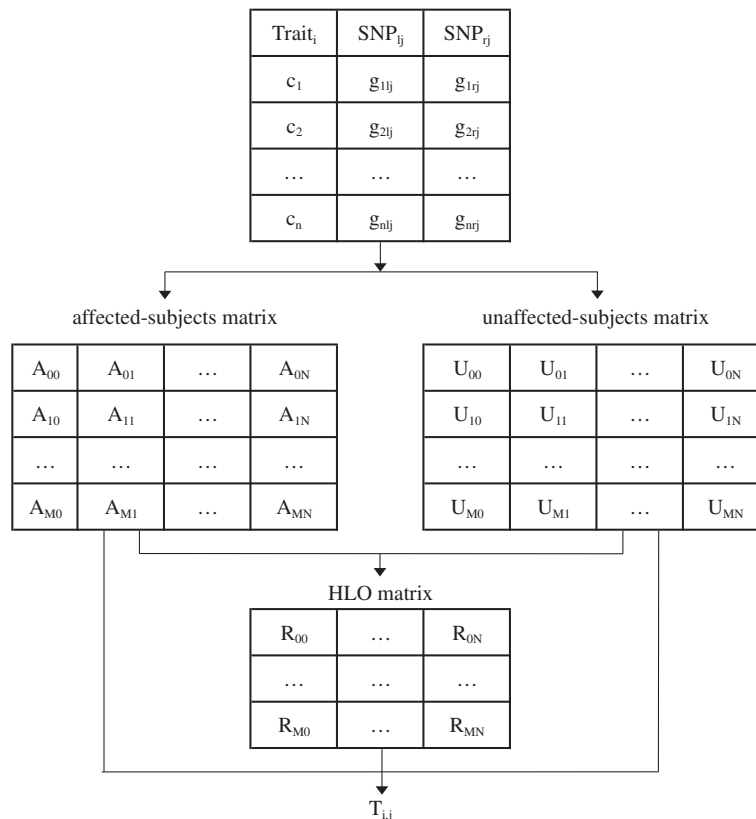 Trait_i SNP_lj SNP_rj
c_1 g_1lj g_1rj
c_2 g_2lj g_2rj
… … …
c_n g_nlj g_nrj
affected-subjects matrix
A_00 A_01 … A_0N
A_10 A_11 … A_1N
… … … …
A_M0 A_M1 … A_MN
unaffected-subjects matrix
U_00 U_01 … U_0N
U_10 U_11 … U_1N
… … … …
U_M0 U_M1 … U_MN
HLO matrix
R_00 … R_0N
… … …
R_M0 … R_MN
T_i,j